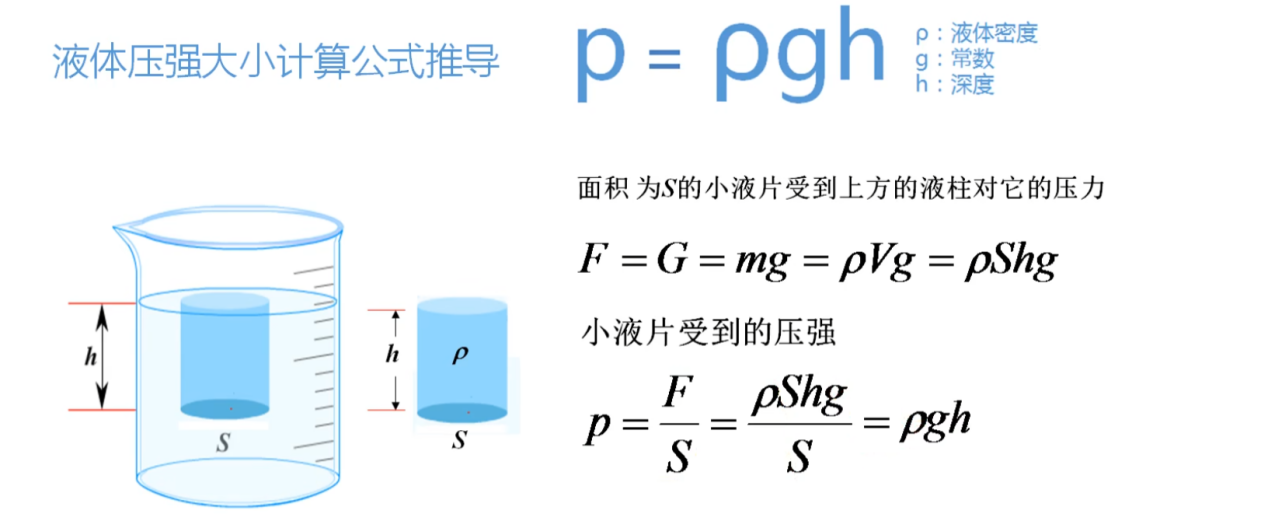 液体压强大小计算公式推导
p = ρgh
ρ：液体密度
g：常数
h：深度
面积 为S的小液片受到上方的液柱对它的压力
F = G = mg = ρVg = ρShg
小液片受到的压强
p = F/S = ρShg/S = ρgh
h
S
h
ρ
S